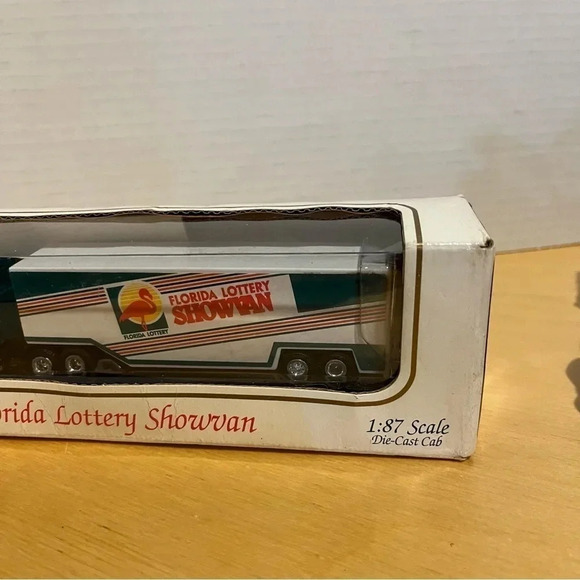 FLORIDA LOTTERY
SHOWVAN
FLORIDA LOTTERY
orida Lottery Showvan
1:87 Scale
Die-Cast Cab